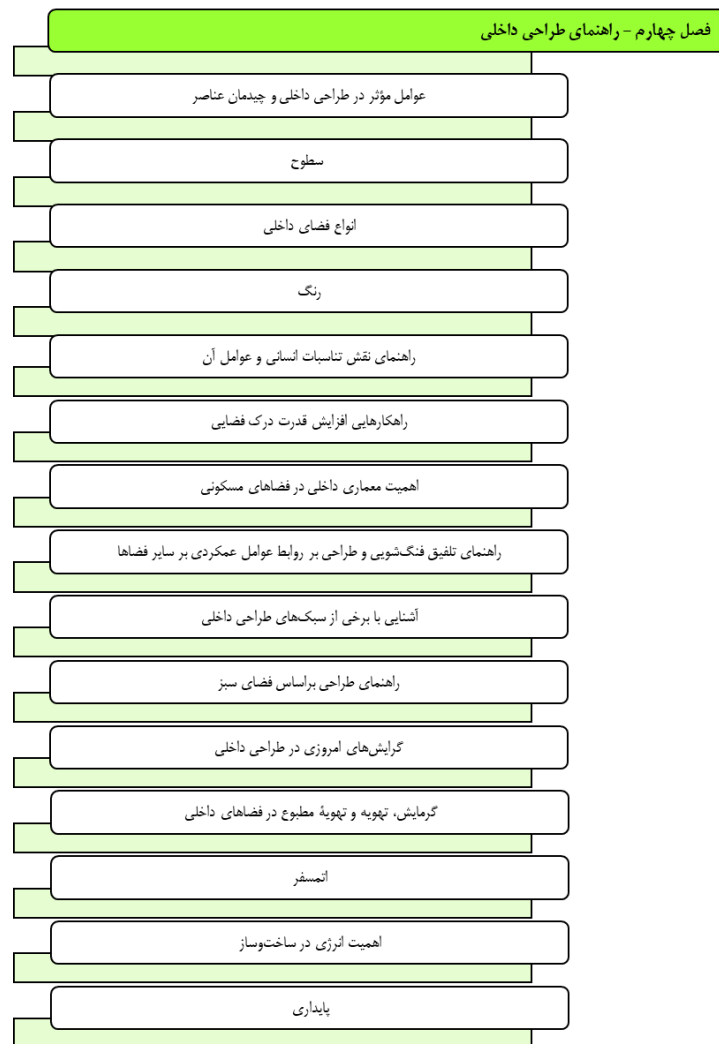 فصل چهارم - راهنمای طراحی داخلی
عوامل مؤثر در طراحی داخلی و چیدمان عناصر
سطوح
انواع فضای داخلی
رنگ
راهنمای نقش تناسبات انسانی و عوامل آن
راهکارهایی افزایش قدرت درک فضایی
اهمیت معماری داخلی در فضاهای مسکونی
راهنمای تلفیق فنگ‌شویی و طراحی بر روابط عوامل عمکردی بر سایر فضاها
آشنایی با برخی از سبک‌های طراحی داخلی
راهنمای طراحی براساس فضای سبز
گرایش‌های امروزی در طراحی داخلی
گرمایش، تهویه و تهویهٔ مطبوع در فضاهای داخلی
اتمسفر
اهمیت انرژی در ساخت‌وساز
پایداری